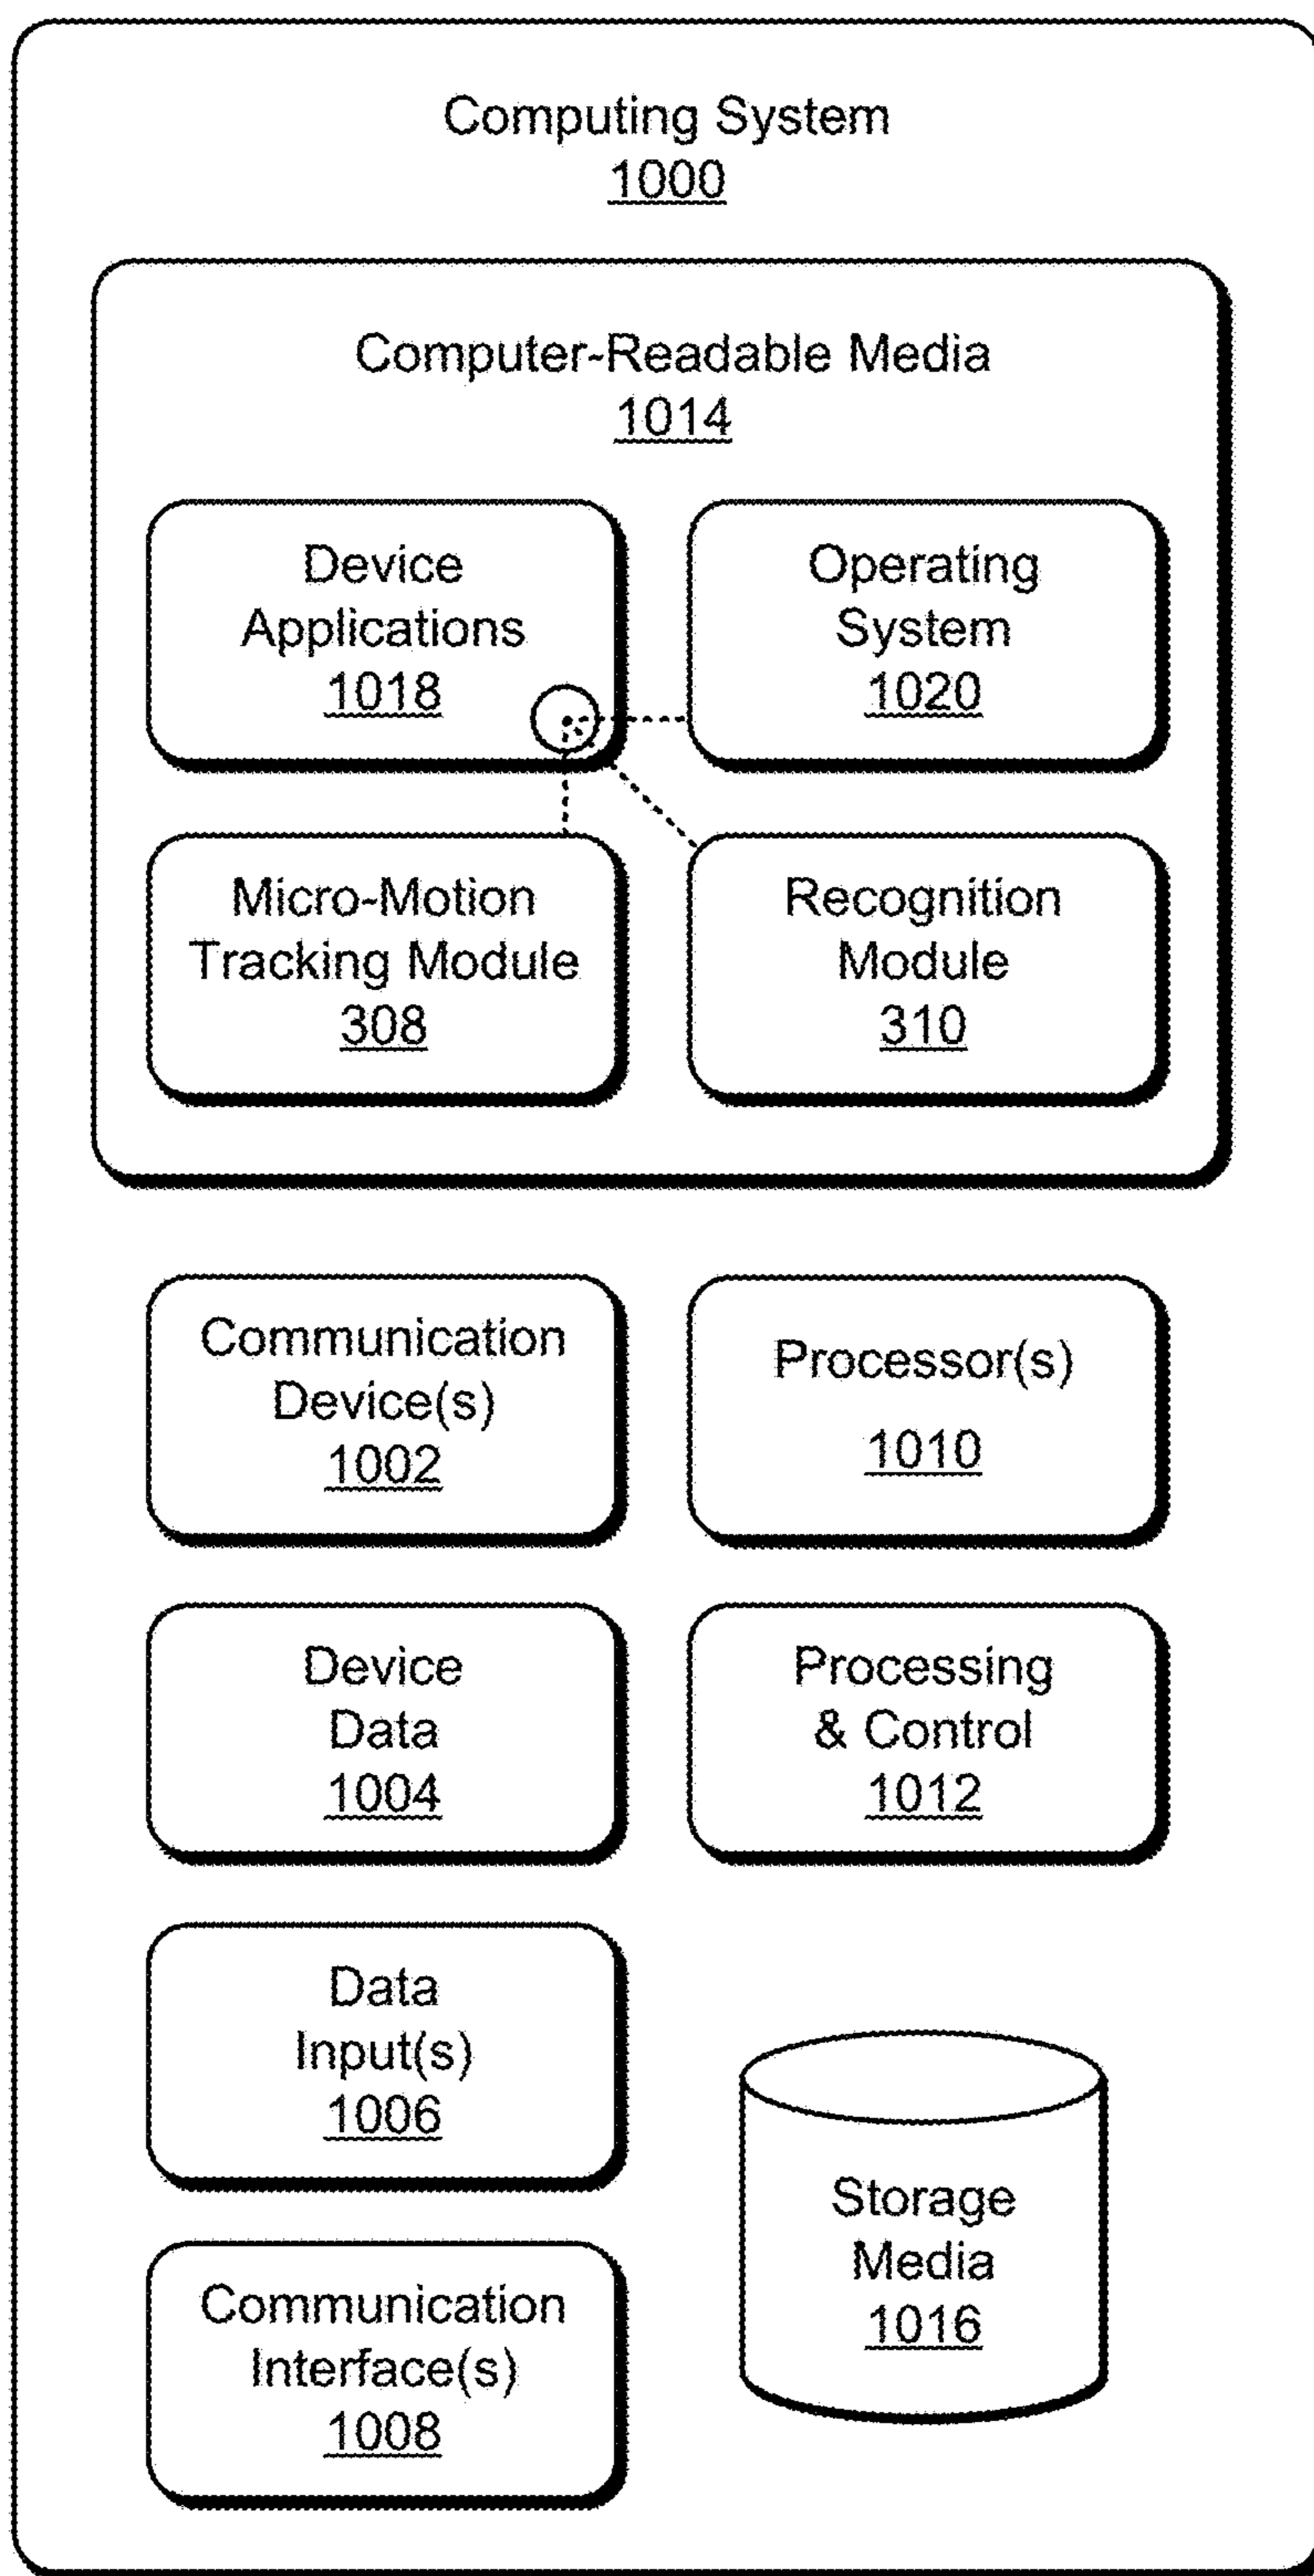 Computing System
1000
Computer-Readable Media
1014
Device
Applications
1018
Operating
System
1020
Micro-Motion
Tracking Module
308
Recognition
Module
310
Communication
Device(s)
1002
Processor(s)
1010
Device
Data
1004
Processing
& Control
1012
Data
Input(s)
1006
Storage
Media
1016
Communication
Interface(s)
1008